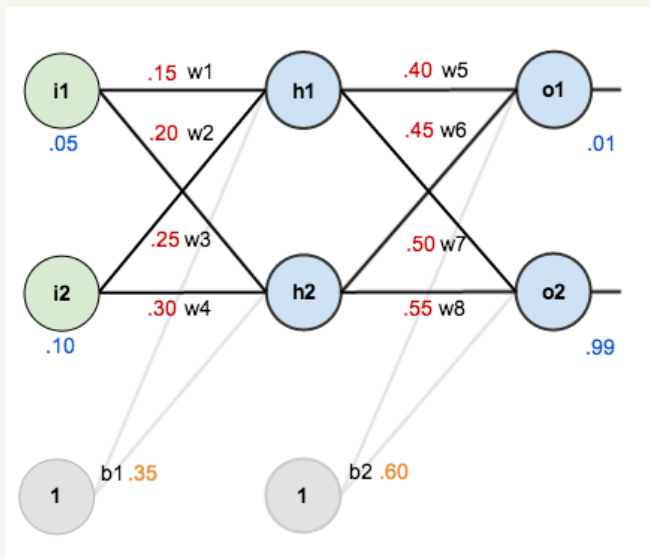 i1
.15 w1
h1
.40 w5
o1
.05
.20 w2
.45 w6
.01
.25 w3
.50 w7
i2
.30 w4
h2
.55 w8
o2
.10
.99
1
b1 .35
1
b2 .60